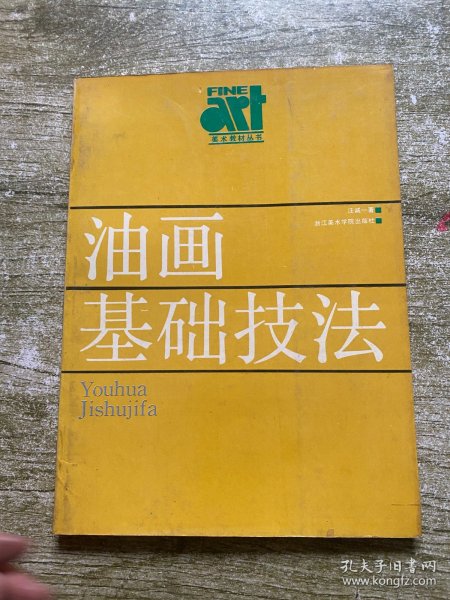 FINE
art
美术教材丛书
汪诚一著
浙江美术学院出版社
油画
基础技法
Youhua
Jishujifa
孔夫子旧书网
www.kongfz.com